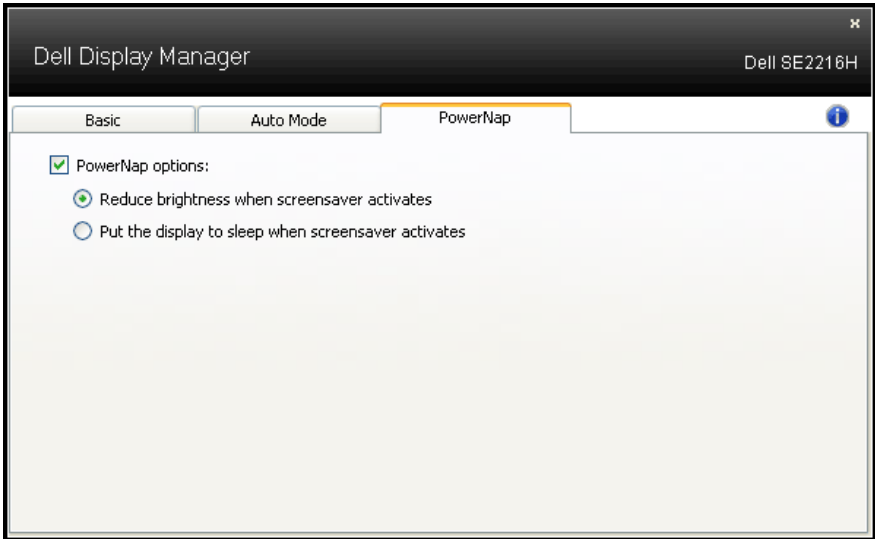 x
Dell Display Manager
Dell SE2216H
Basic
Auto Mode
PowerNap
i
PowerNap options:
Reduce brightness when screensaver activates
Put the display to sleep when screensaver activates